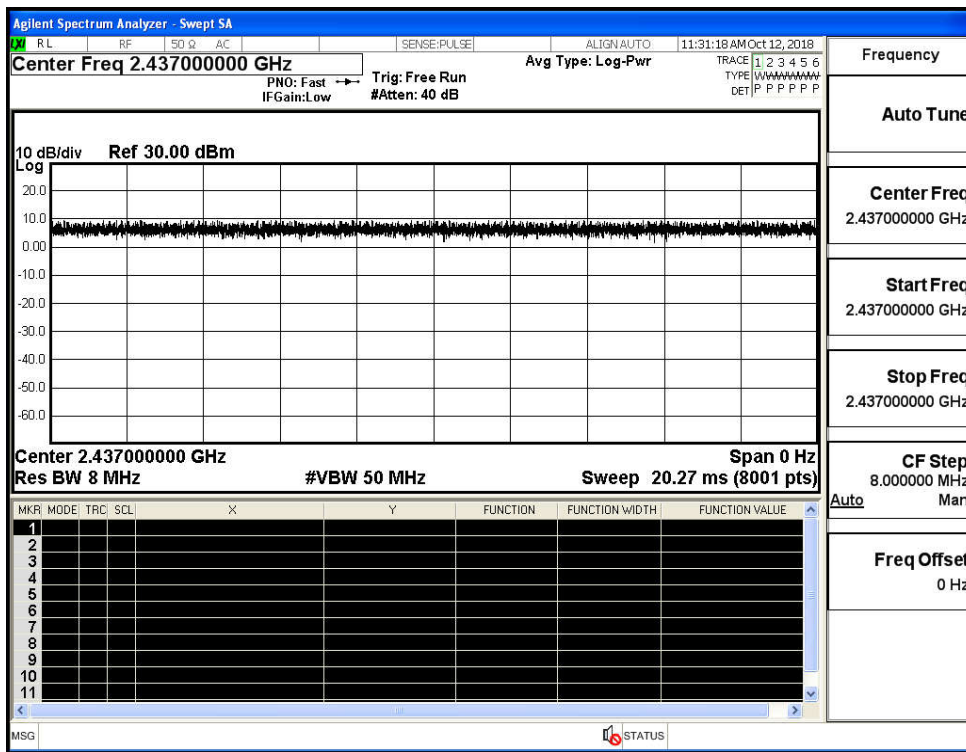 Agilent Spectrum Analyzer - Swept SA
LXI RL RF 50 Ω AC SENSE:PULSE ALIGN AUTO 11:31:18 AM Oct 12, 2018
Center Freq 2.437000000 GHz
PNO: Fast
IFGain:Low
Trig: Free Run
#Atten: 40 dB
Avg Type: Log-Pwr
TRACE 1 2 3 4 5 6
TYPE WWWWWW
DET P P P P P P
10 dB/div Ref 30.00 dBm
Log
20.0
10.0
0.00
-10.0
-20.0
-30.0
-40.0
-50.0
-60.0
Center 2.437000000 GHz Span 0 Hz
Res BW 8 MHz #VBW 50 MHz Sweep 20.27 ms (8001 pts)
MKR MODE TRC SCL X Y FUNCTION FUNCTION WIDTH FUNCTION VALUE
1
2
3
4
5
6
7
8
9
10
11
MSG STATUS
Frequency
Auto Tune
Center Freq
2.437000000 GHz
Start Freq
2.437000000 GHz
Stop Freq
2.437000000 GHz
CF Step
8.000000 MHz
Auto Man
Freq Offset
0 Hz